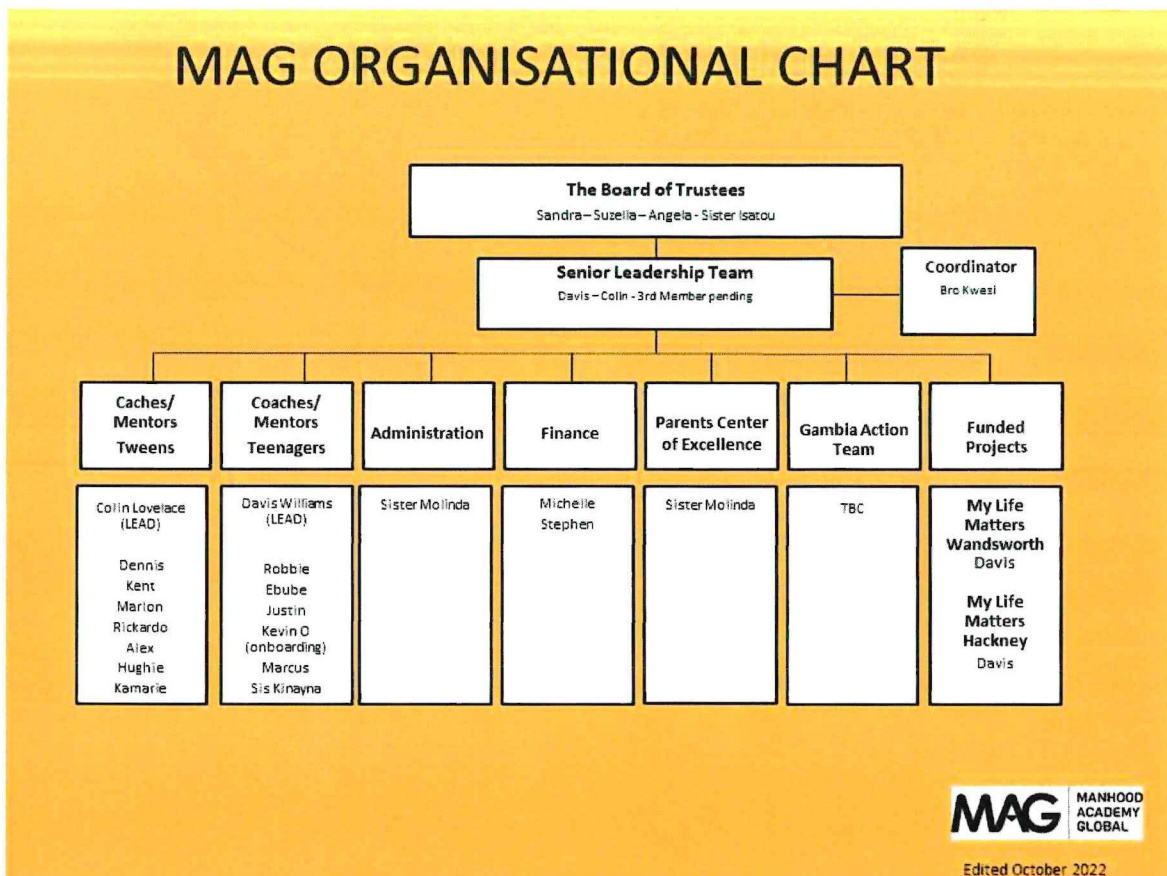 MAG ORGANISATIONAL CHART
The Board of Trustees
Sandra – Suzella – Angela - Sister Isatou
Senior Leadership Team
Davis – Colin - 3rd Member pending
Coordinator
Bro Kwesi
Caches/
Mentors
Tweens
Coaches/
Mentors
Teenagers
Administration
Finance
Parents Center
of Excellence
Gambia Action
Team
Funded
Projects
Colin Lovelace
(LEAD)
Dennis
Kent
Marlon
Rickardo
Alex
Hughie
Kamarie
Davis Williams
(LEAD)
Robbie
Ebube
Justin
Kevin O
(onboarding)
Marcus
Sis Kinayna
Sister Molinda
Michelle
Stephen
Sister Molinda
TBC
My Life
Matters
Wandsworth
Davis
My Life
Matters
Hackney
Davis
MAG
MANHOOD
ACADEMY
GLOBAL
Edited October 2022